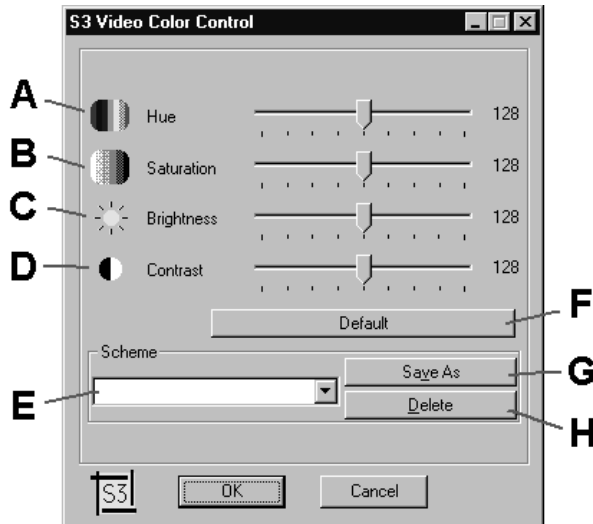 S3 Video Color Control
A
Hue
128
B
Saturation
128
C
Brightness
128
D
Contrast
128
Default
F
Scheme
Save As
G
E
Delete
H
S3
OK
Cancel